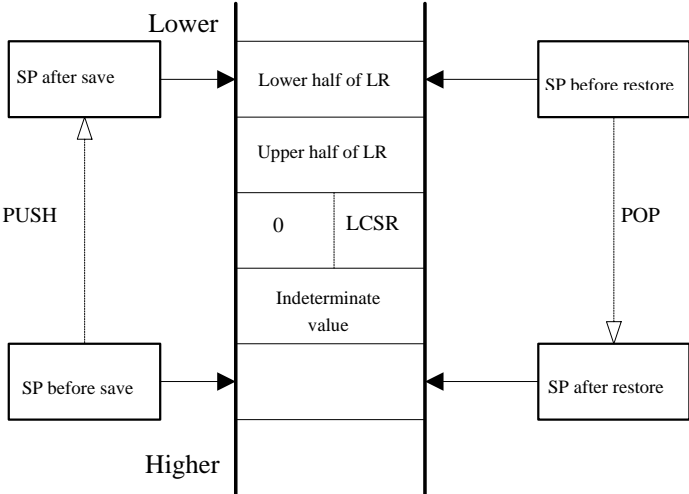 Lower
SP after save
Lower half of LR
SP before restore
Upper half of LR
PUSH
0
LCSR
POP
Indeterminate
value
SP before save
SP after restore
Higher